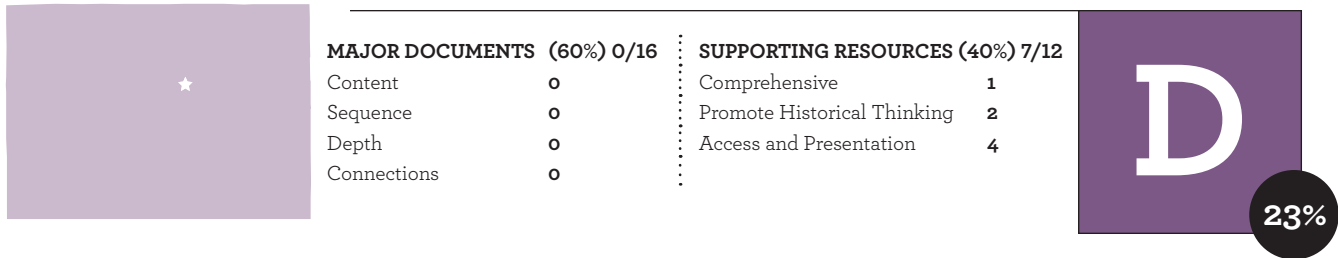 MAJOR DOCUMENTS (60%) 0/16
Content 0
Sequence 0
Depth 0
Connections 0
SUPPORTING RESOURCES (40%) 7/12
Comprehensive 1
Promote Historical Thinking 2
Access and Presentation 4
D
23%